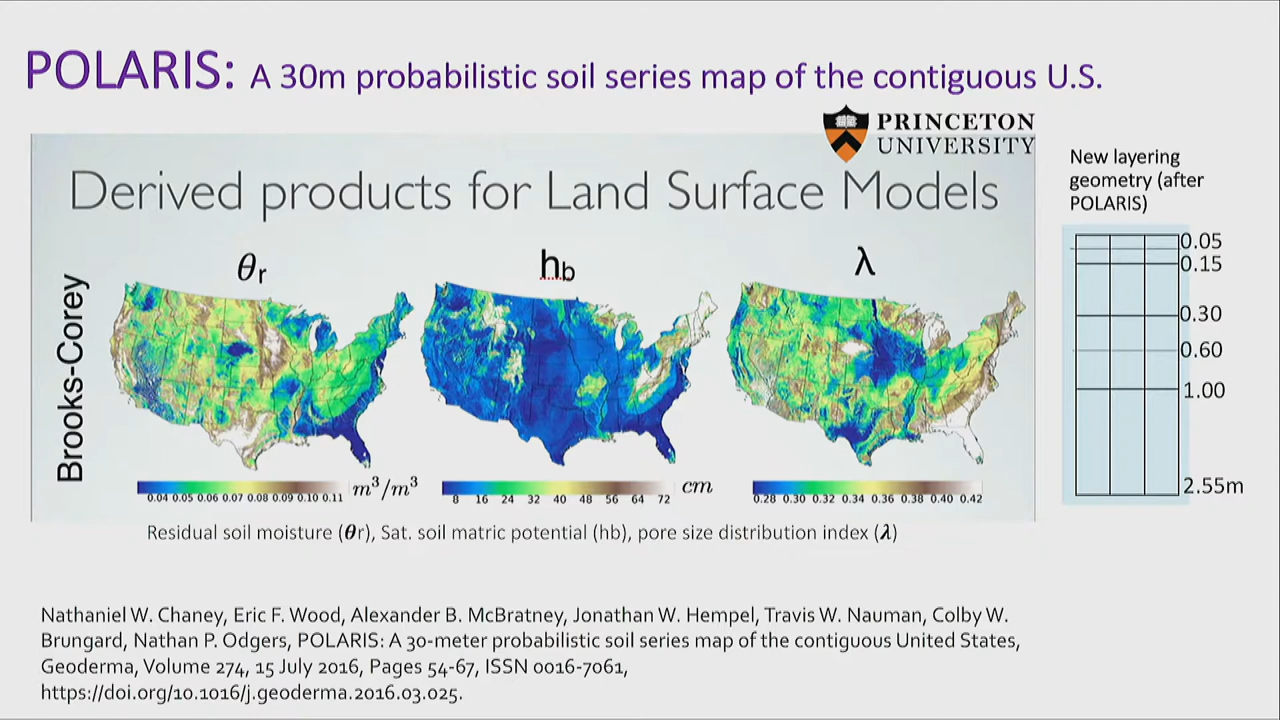 POLARIS: A 30m probabilistic soil series map of the contiguous U.S.
PRINCETON
UNIVERSITY
Derived products for Land Surface Models
Brooks-Corey
θr
hb
λ
0.04 0.05 0.06 0.07 0.08 0.09 0.10 0.11 m³/m³
8 16 24 32 40 48 56 64 72 cm
0.28 0.30 0.32 0.34 0.36 0.38 0.40 0.42
Residual soil moisture (θr), Sat. soil matric potential (hb), pore size distribution index (λ)
New layering
geometry (after
POLARIS)
0.05
0.15
0.30
0.60
1.00
2.55m
Nathaniel W. Chaney, Eric F. Wood, Alexander B. McBratney, Jonathan W. Hempel, Travis W. Nauman, Colby W.
Brungard, Nathan P. Odgers, POLARIS: A 30-meter probabilistic soil series map of the contiguous United States,
Geoderma, Volume 274, 15 July 2016, Pages 54-67, ISSN 0016-7061,
https://doi.org/10.1016/j.geoderma.2016.03.025.